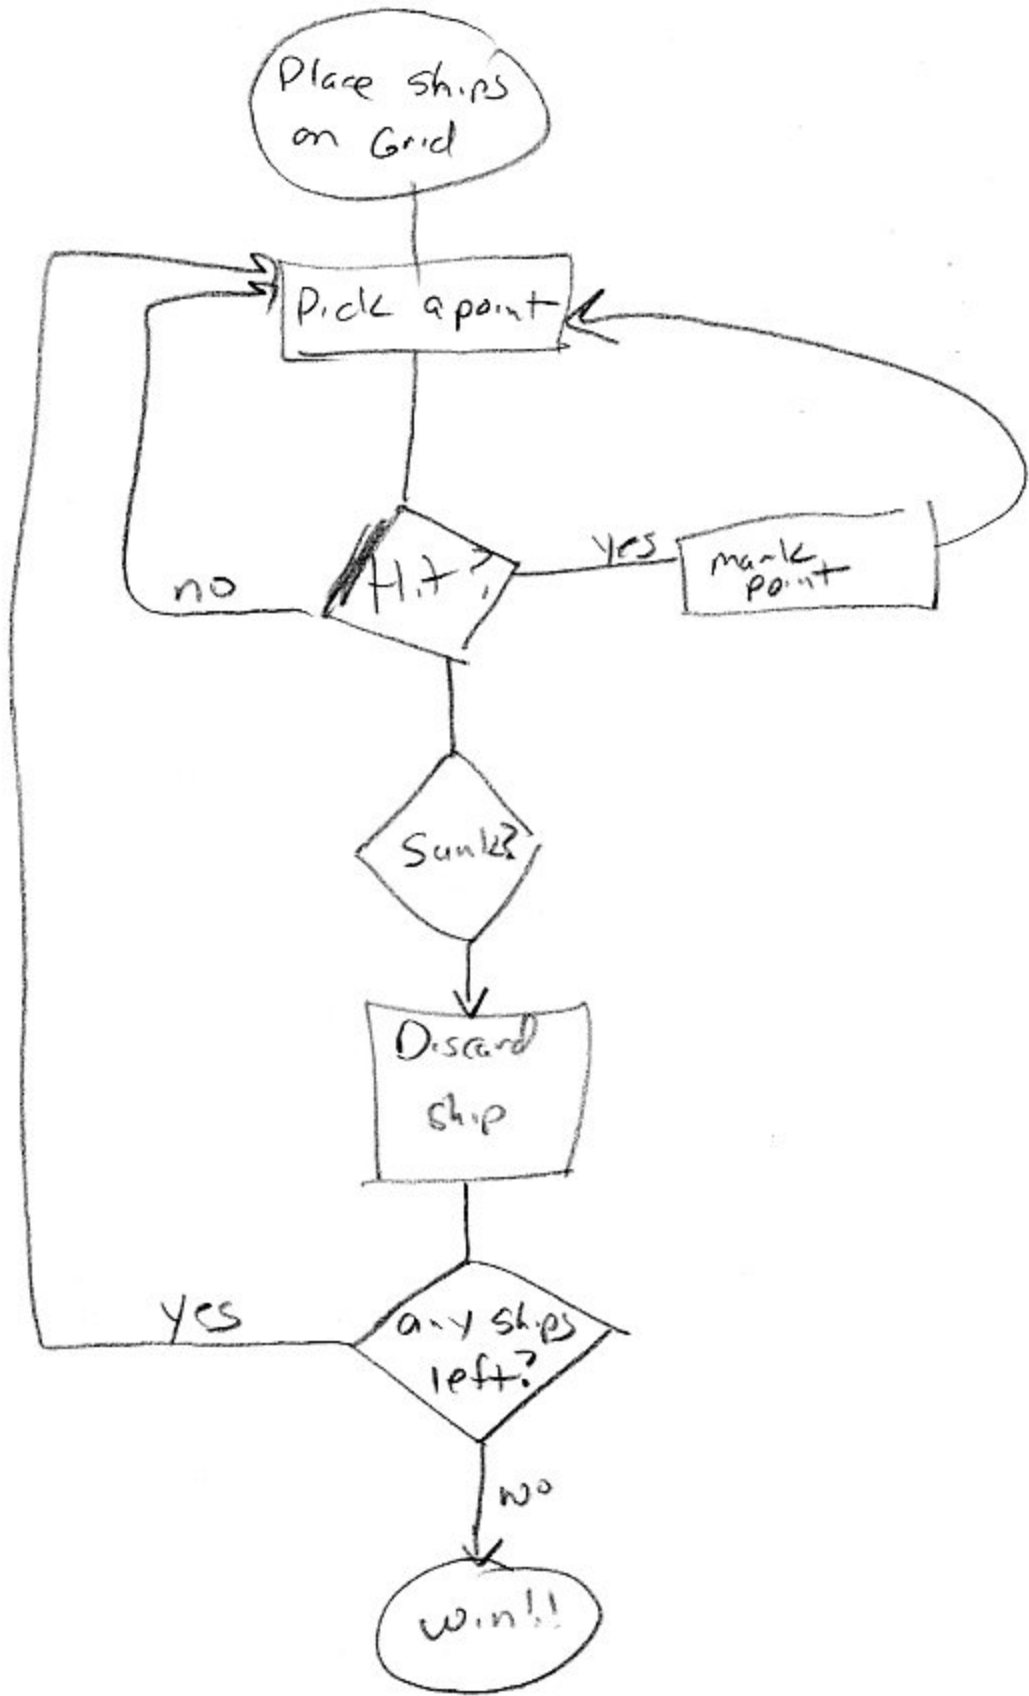 Place ships
on Grid
Pick a point
Hit?
yes
mark
point
no
Sunk?
Discard
ship
any ships
left?
yes
no
Win!!